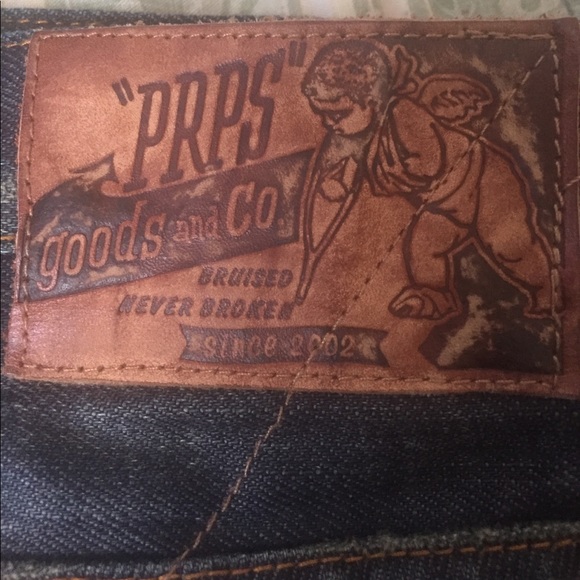 "PRPS"
goods and Co.
BRUISED
NEVER BROKEN
since 2002